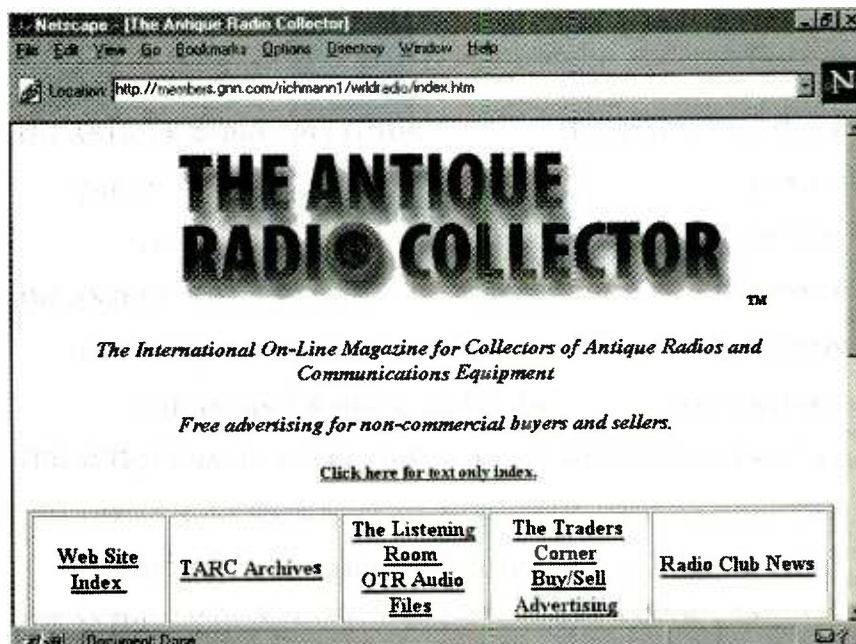 Netscape - [The Antique Radio Collector]
File Edit View Go Bookmarks Options Directory Window Help
Location: http://members.gnn.com/richmann1/wrldradio/index.htm
N
THE ANTIQUE
RADIO COLLECTOR
TM
The International On-Line Magazine for Collectors of Antique Radios and
Communications Equipment
Free advertising for non-commercial buyers and sellers.
Click here for text only index.
Web Site
Index
TARC Archives
The Listening
Room
OTR Audio
Files
The Traders
Corner
Buy/Sell
Advertising
Radio Club News
Document: Done